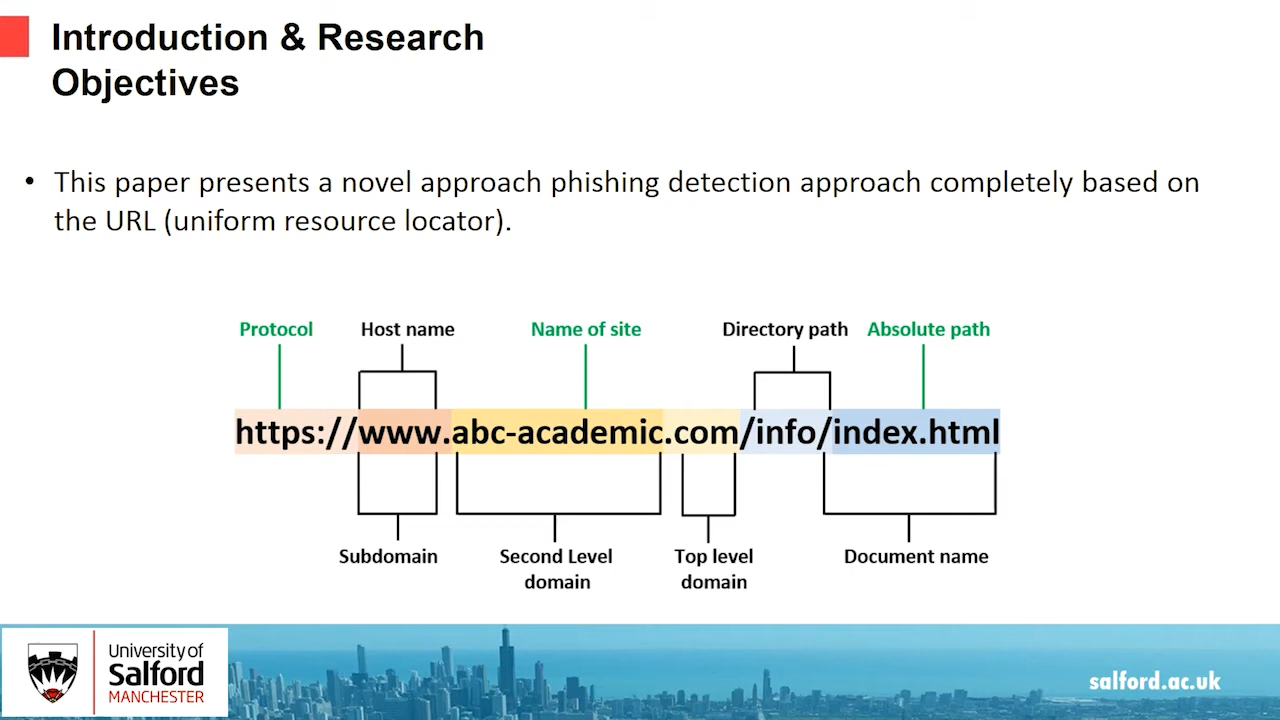 Introduction & Research
Objectives
• This paper presents a novel approach phishing detection approach completely based on
the URL (uniform resource locator).
Protocol Host name Name of site Directory path Absolute path
https://www.abc-academic.com/info/index.html
Subdomain Second Level domain Top level domain Document name
University of
Salford
MANCHESTER
salford.ac.uk